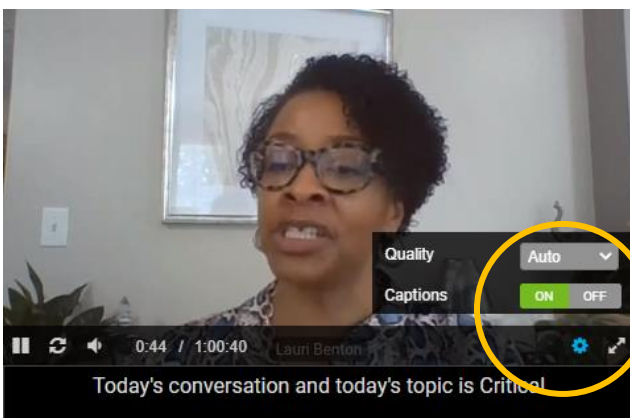 Quality Auto
Captions ON OFF
0:44 / 1:00:40 Lauri Benton
Today's conversation and today's topic is Critical